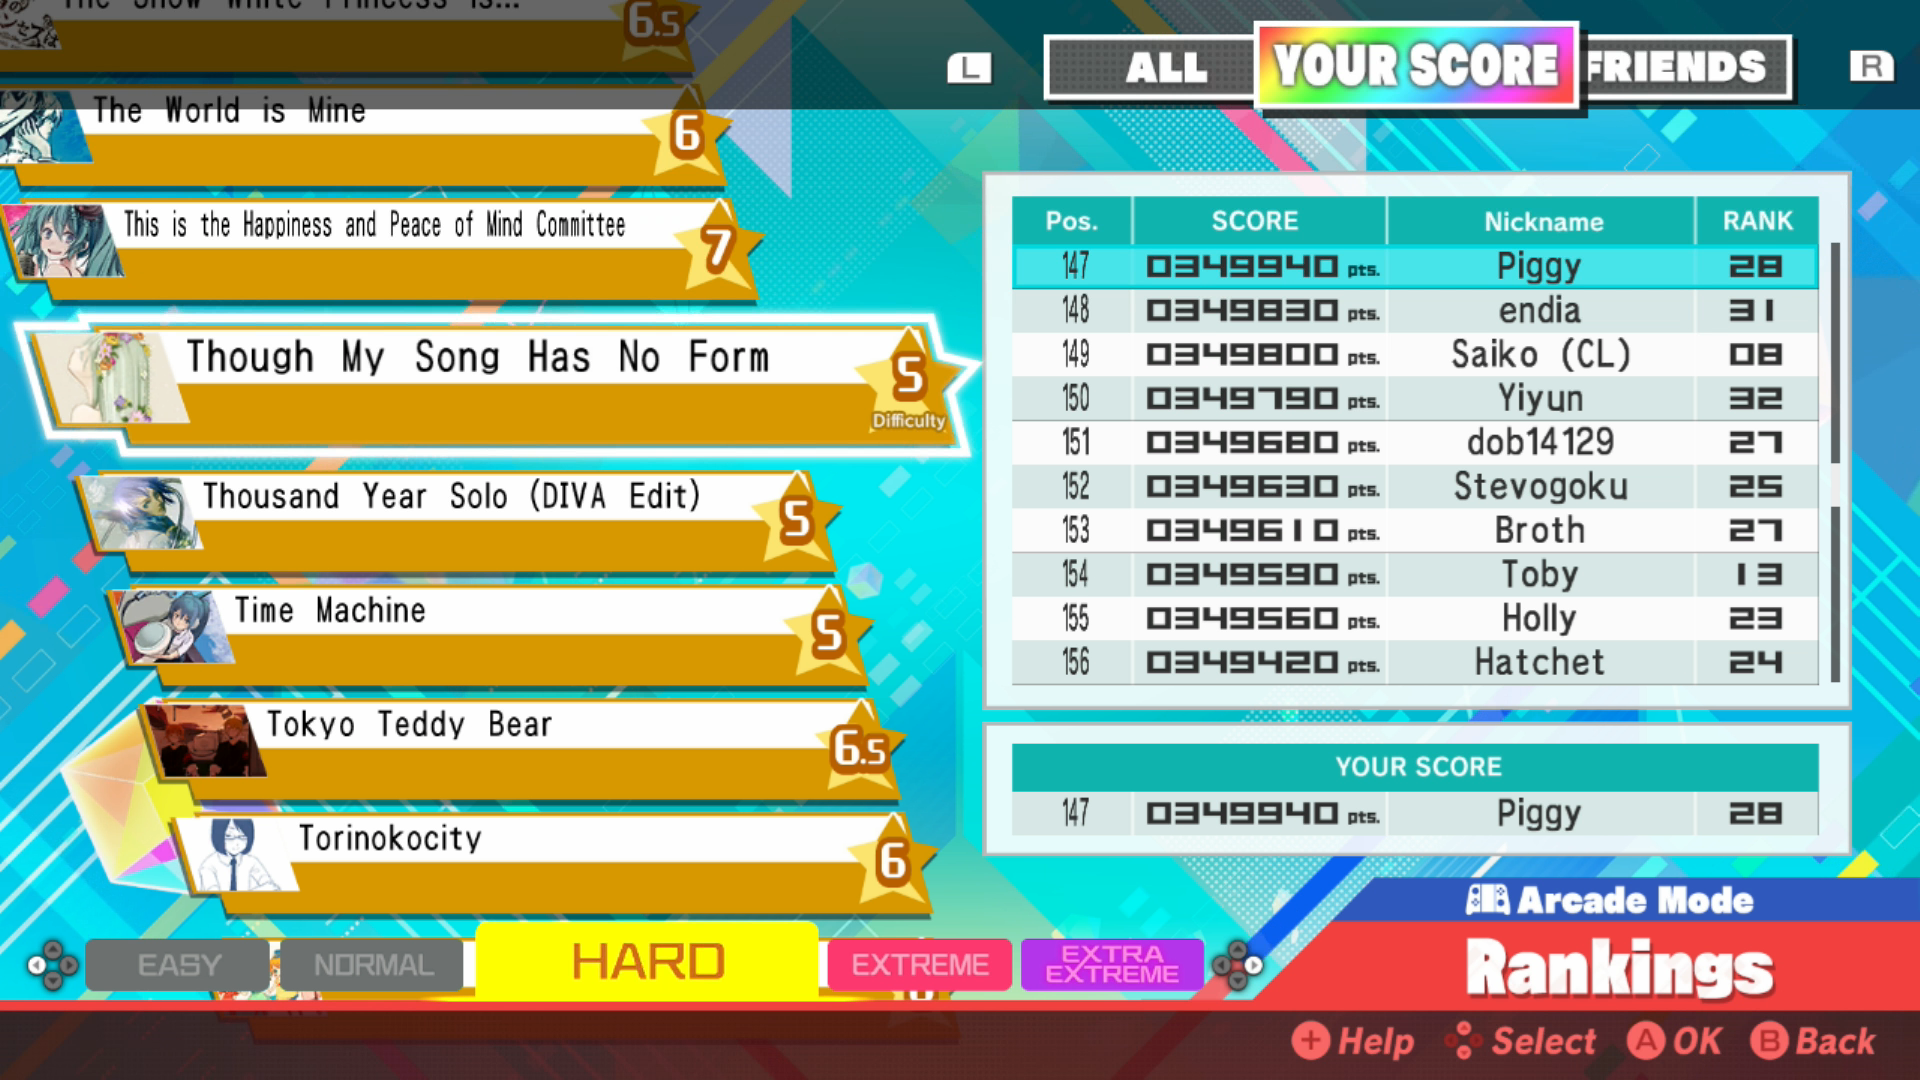 The Snow White Princess is...
6.5
The World is Mine
6
This is the Happiness and Peace of Mind Committee
7
Though My Song Has No Form
5
Difficulty
Thousand Year Solo (DIVA Edit)
5
Time Machine
5
Tokyo Teddy Bear
6.5
Torinokocity
6
EASY NORMAL HARD EXTREME EXTRA EXTREME
L ALL YOUR SCORE FRIENDS R
Pos. SCORE Nickname RANK
147 0349940 pts. Piggy 28
148 0349830 pts. endia 31
149 0349800 pts. Saiko (CL) 08
150 0349790 pts. Yiyun 32
151 0349680 pts. dob14129 27
152 0349630 pts. Stevogoku 25
153 0349610 pts. Broth 27
154 0349590 pts. Toby 13
155 0349560 pts. Holly 23
156 0349420 pts. Hatchet 24
YOUR SCORE
147 0349940 pts. Piggy 28
Arcade Mode
Rankings
+ Help Select A OK B Back